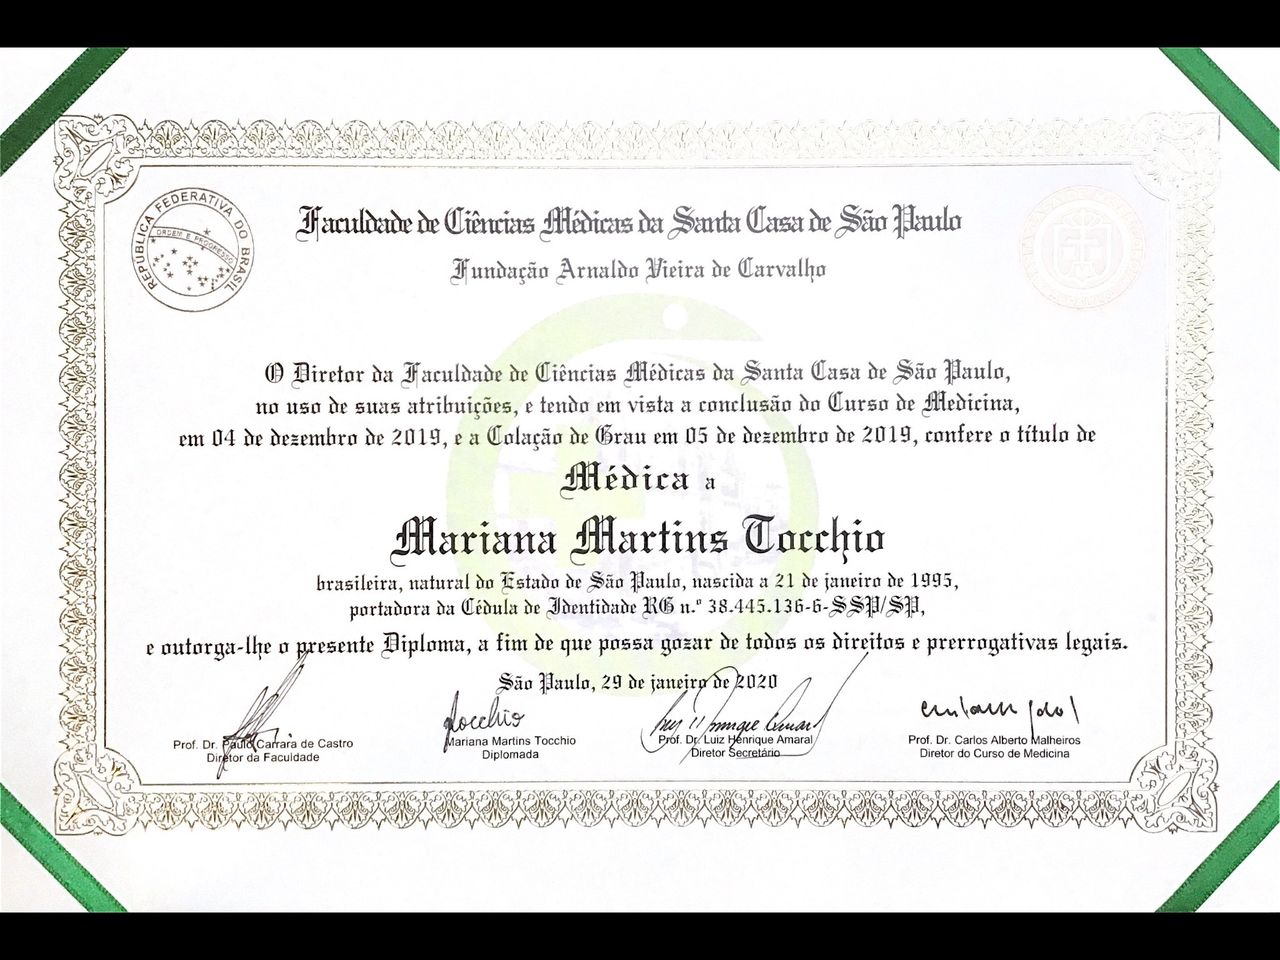 REPÚBLICA FEDERATIVA DO BRASIL
ORDEM E PROGRESSO
Faculdade de Ciências Médicas da Santa Casa de São Paulo
Fundação Arnaldo Vieira de Carvalho
O Diretor da Faculdade de Ciências Médicas da Santa Casa de São Paulo,
no uso de suas atribuições, e tendo em vista a conclusão do Curso de Medicina,
em 04 de dezembro de 2019, e a Colação de Grau em 05 de dezembro de 2019, confere o título de
Médica a
Mariana Martins Tocchio
brasileira, natural do Estado de São Paulo, nascida a 21 de janeiro de 1995,
portadora da Cédula de Identidade RG n.º 38.445.136-6-SSP/SP,
e outorga-lhe o presente Diploma, a fim de que possa gozar de todos os direitos e prerrogativas legais.
São Paulo, 29 de janeiro de 2020
Tocchio
Prof. Dr. Paulo Carrara de Castro
Diretor da Faculdade
Mariana Martins Tocchio
Diplomada
Luiz Henrique Amaral
Prof. Dr. Luiz Henrique Amaral
Diretor Secretário
Prof. Dr. Carlos Alberto Malheiros
Diretor do Curso de Medicina